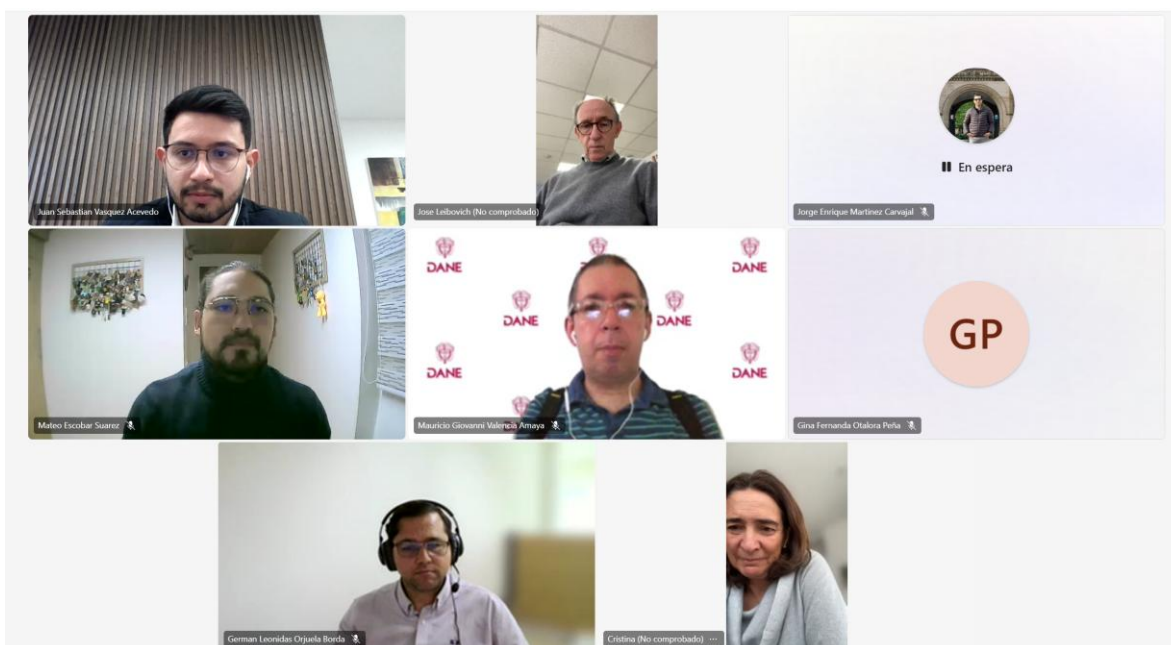 Juan Sebastian Vasquez Acevedo
Jose Leibovich (No comprobado)
En espera
Jorge Enrique Martinez Carvajal
DANE
DANE
DANE
DANE
DANE
DANE
Mateo Escobar Suarez
Mauricio Giovanni Valencia Amaya
GP
Gina Fernanda Otalora Peña
German Leonidas Orjuela Borda
Cristina (No comprobado) ...